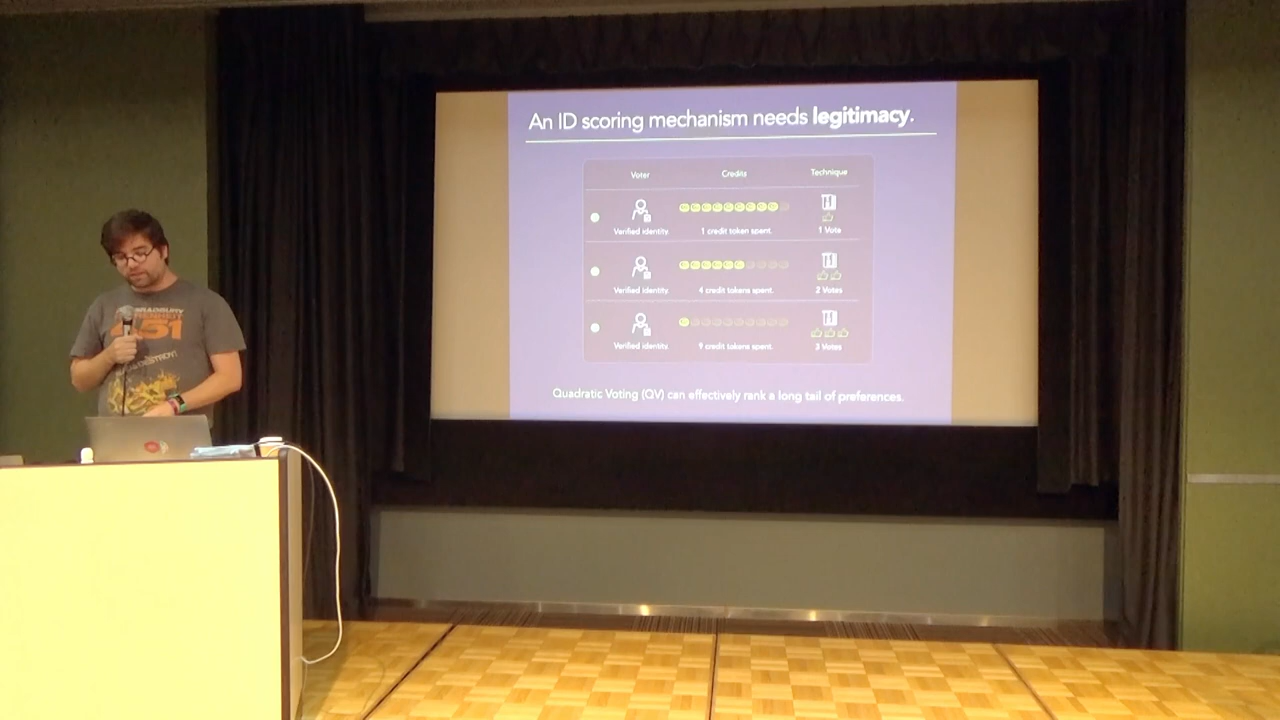 An ID scoring mechanism needs legitimacy.
Voter Credits Technique
Verified identity. 1 credit token spent. 1 Vote
Verified identity. 4 credit tokens spent. 2 Votes
Verified identity. 9 credit tokens spent. 3 Votes
Quadratic Voting (QV) can effectively rank a long tail of preferences.
BRADBURY
451
DESTROY!